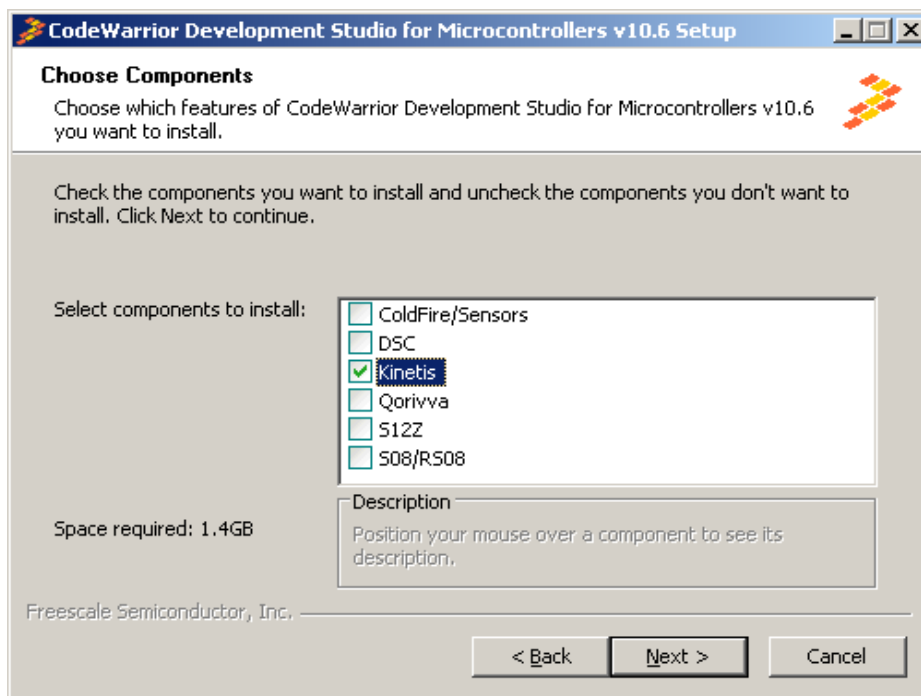 CodeWarrior Development Studio for Microcontrollers v10.6 Setup
Choose Components
Choose which features of CodeWarrior Development Studio for Microcontrollers v10.6
you want to install.
Check the components you want to install and uncheck the components you don't want to
install. Click Next to continue.
Select components to install:
ColdFire/Sensors
DSC
Kinetis
Qorivva
S12Z
S08/RS08
Space required: 1.4GB
Description
Position your mouse over a component to see its
description.
Freescale Semiconductor, Inc.
< Back
Next >
Cancel